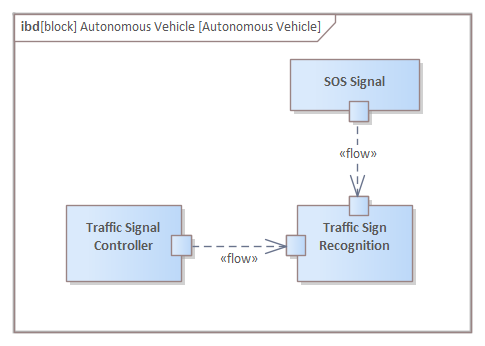 ibd[block] Autonomous Vehicle [Autonomous Vehicle]
SOS Signal
«flow»
Traffic Signal
Controller
«flow»
Traffic Sign
Recognition